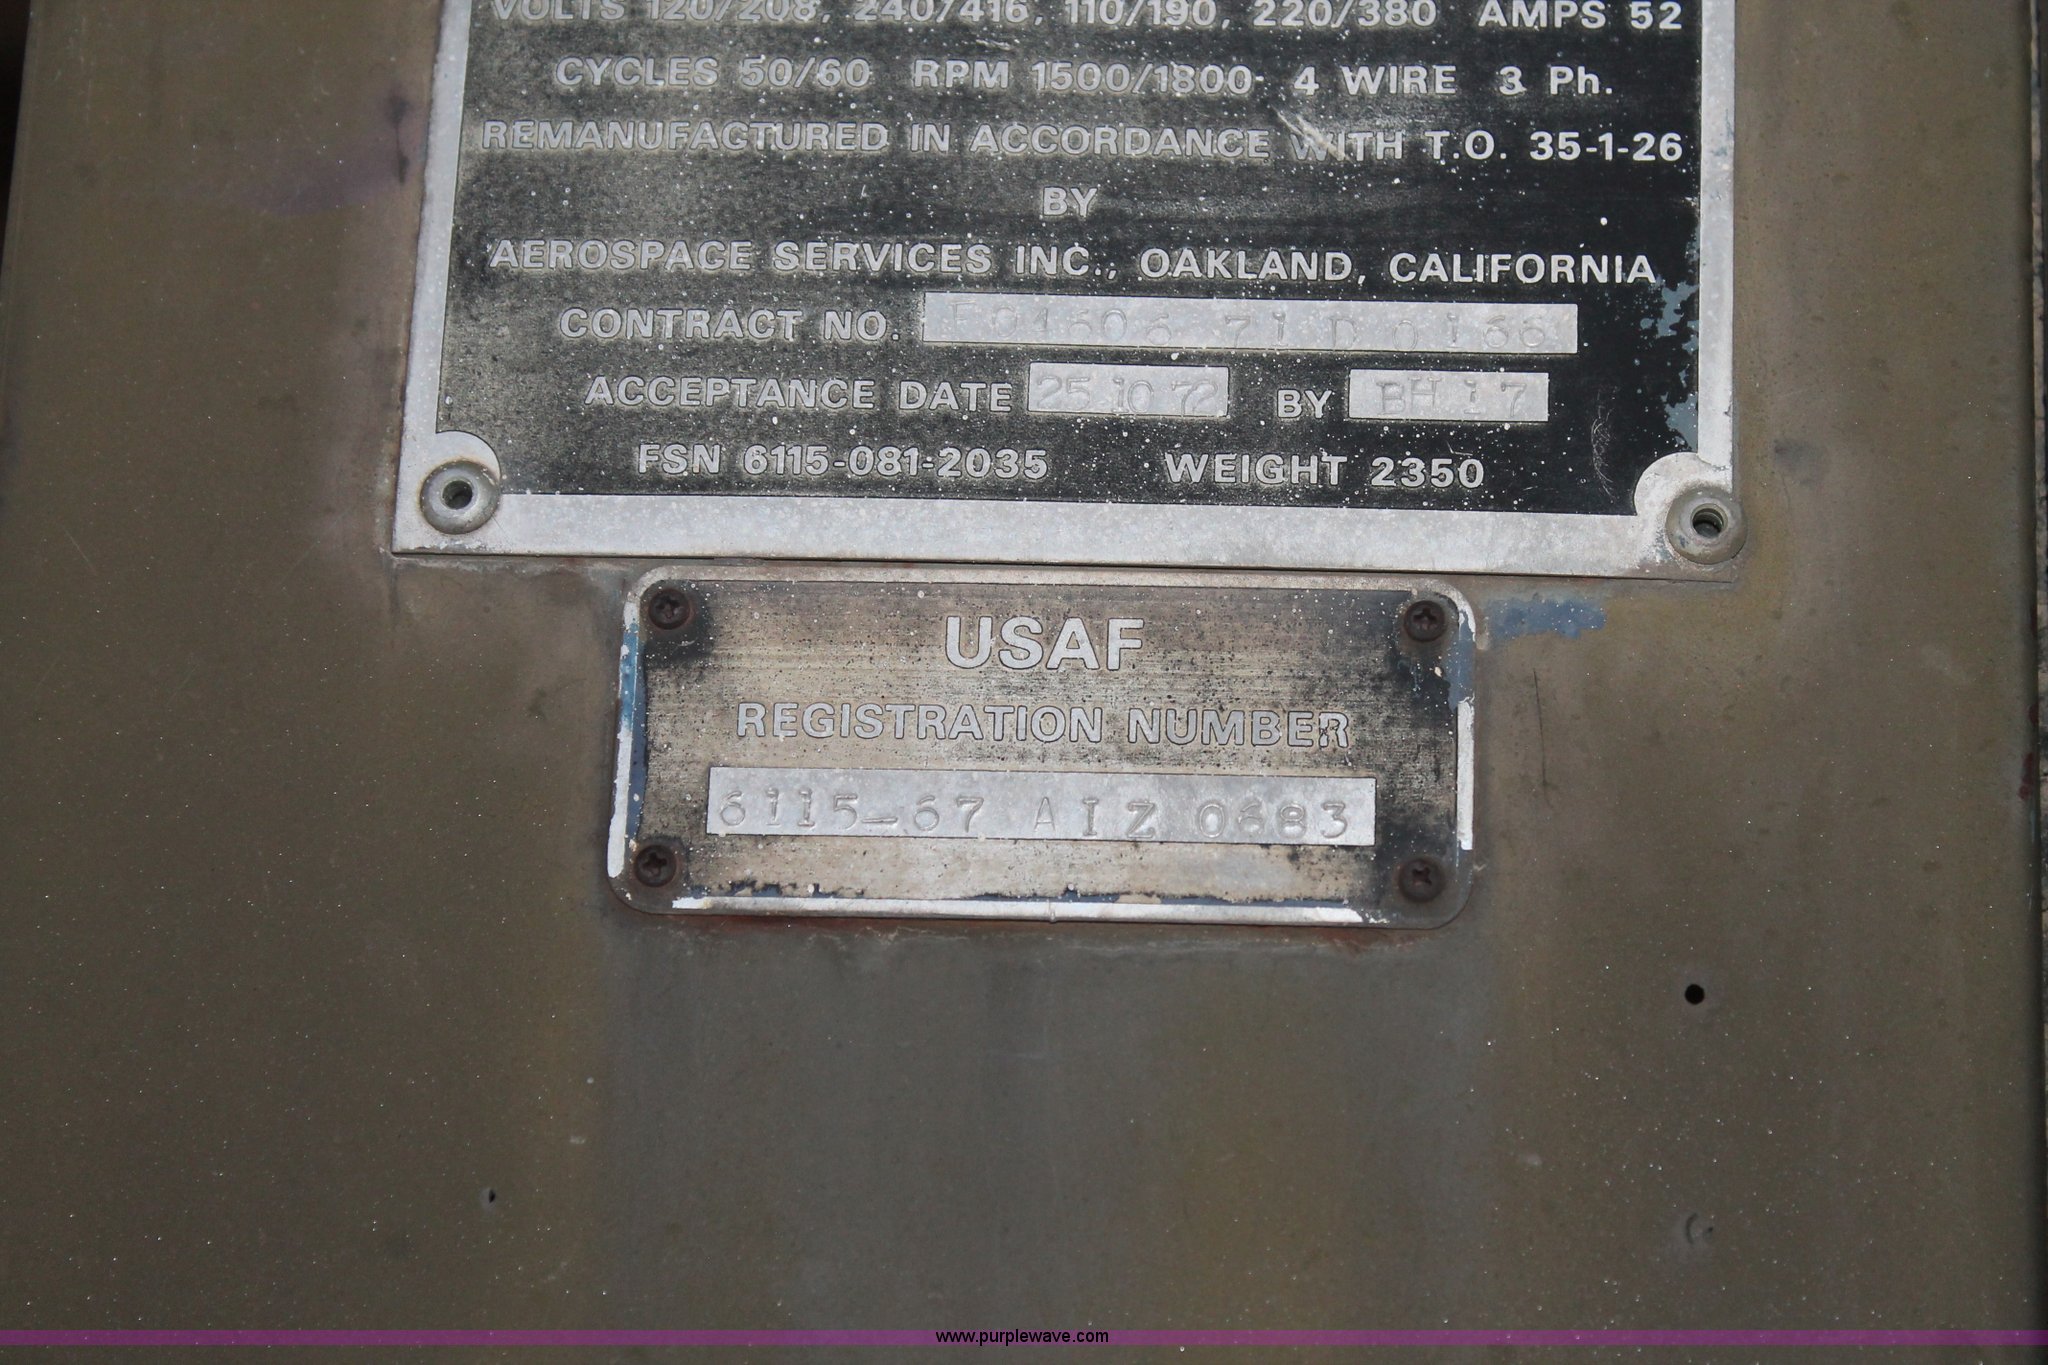 VOLTS 120/208, 240/416, 110/190, 220/380 AMPS 52
CYCLES 50/60 RPM 1500/1800 4 WIRE 3 Ph.
REMANUFACTURED IN ACCORDANCE WITH T.O. 35-1-26
BY
AEROSPACE SERVICES INC., OAKLAND, CALIFORNIA
CONTRACT NO. F04606 71 D 0166
ACCEPTANCE DATE 25 10 72 BY BH 17
FSN 6115-081-2035 WEIGHT 2350
USAF
REGISTRATION NUMBER
6115-67 AIZ 0683
www.purplewave.com